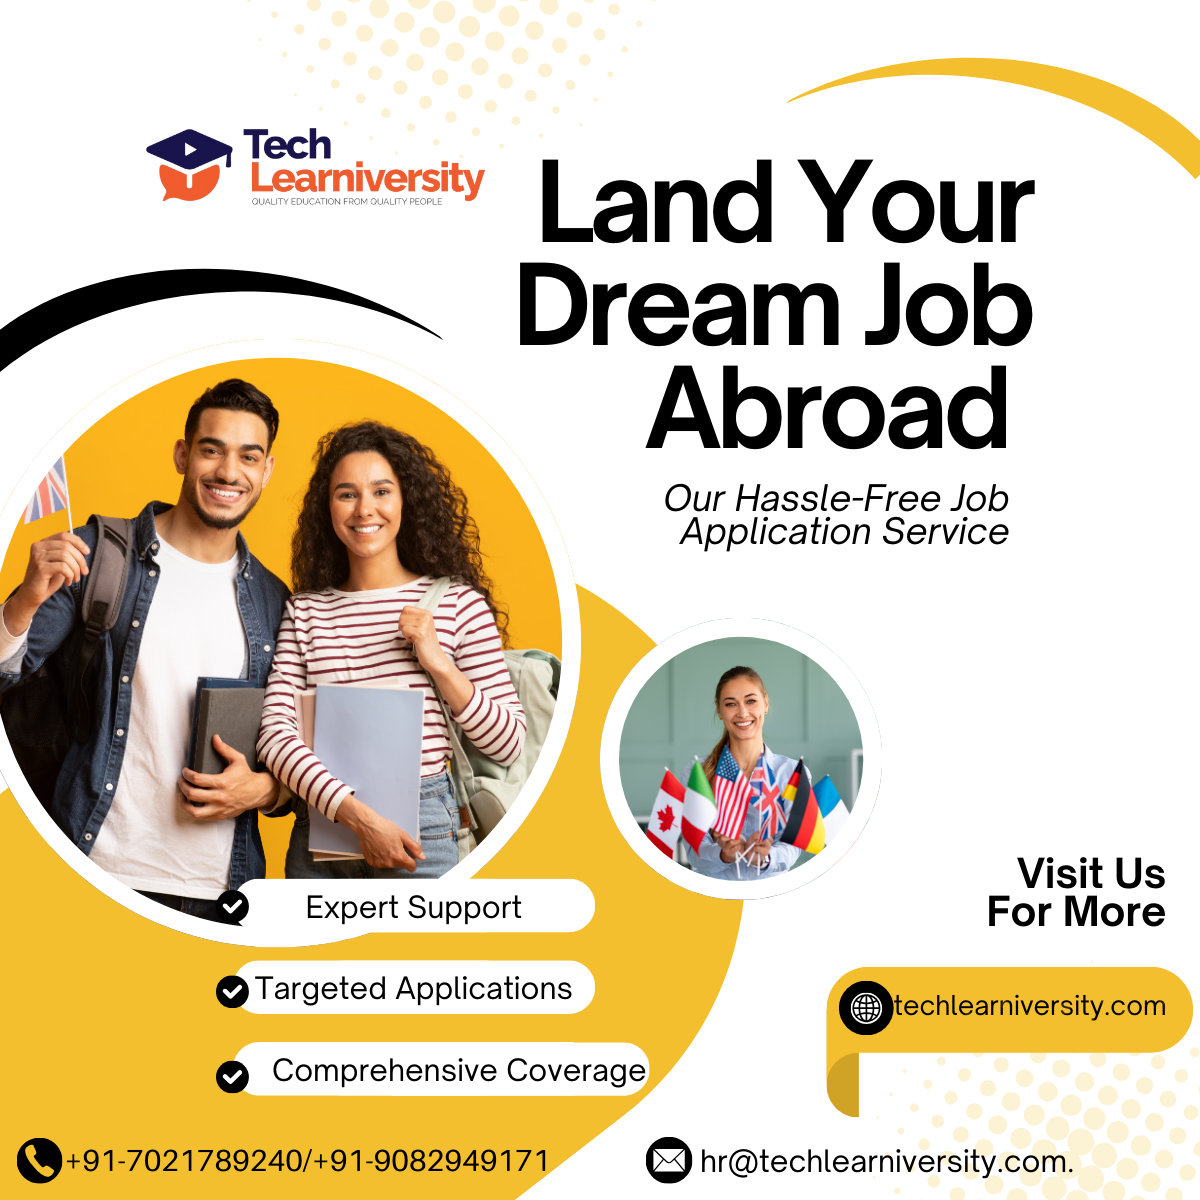 Tech
Learniversity
QUALITY EDUCATION FROM QUALITY PEOPLE
Land Your
Dream Job
Abroad
Our Hassle-Free Job
Application Service
Expert Support
Targeted Applications
Comprehensive Coverage
Visit Us
For More
techlearniversity.com
+91-7021789240/+91-9082949171
hr@techlearniversity.com.